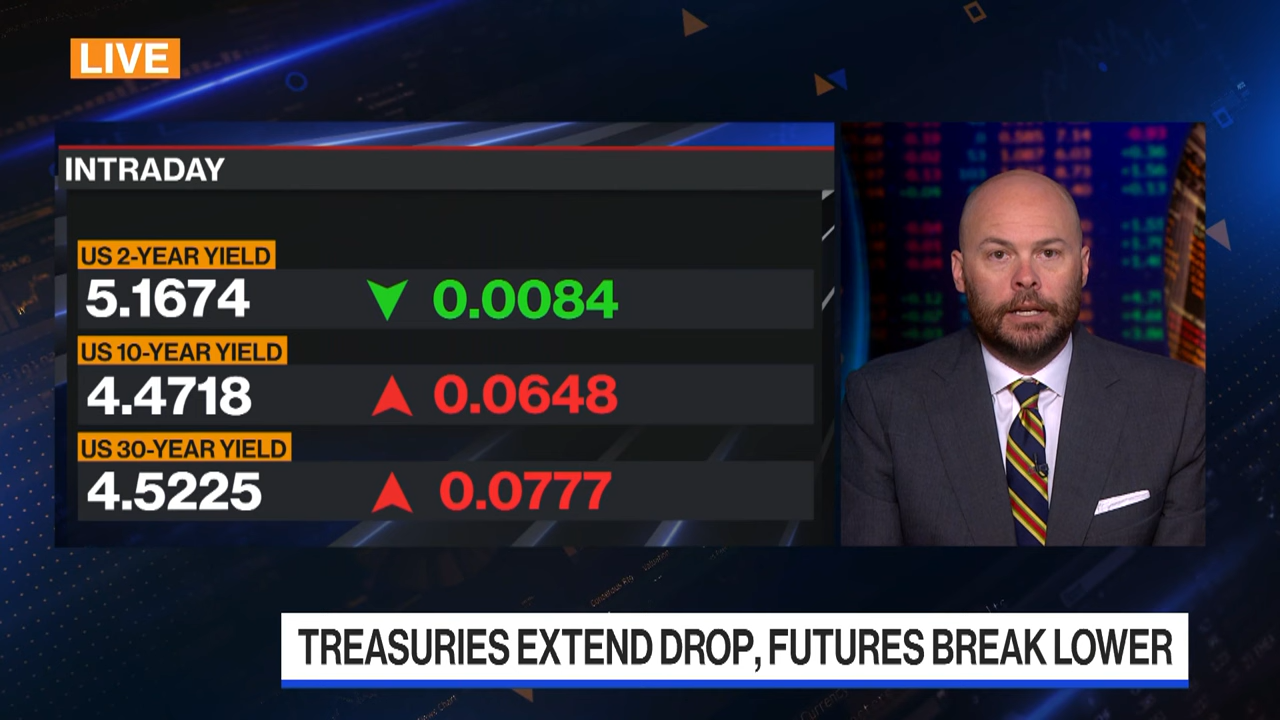 LIVE
INTRADAY
US 2-YEAR YIELD
5.1674 ▼ 0.0084
US 10-YEAR YIELD
4.4718 ▲ 0.0648
US 30-YEAR YIELD
4.5225 ▲ 0.0777
TREASURIES EXTEND DROP, FUTURES BREAK LOWER